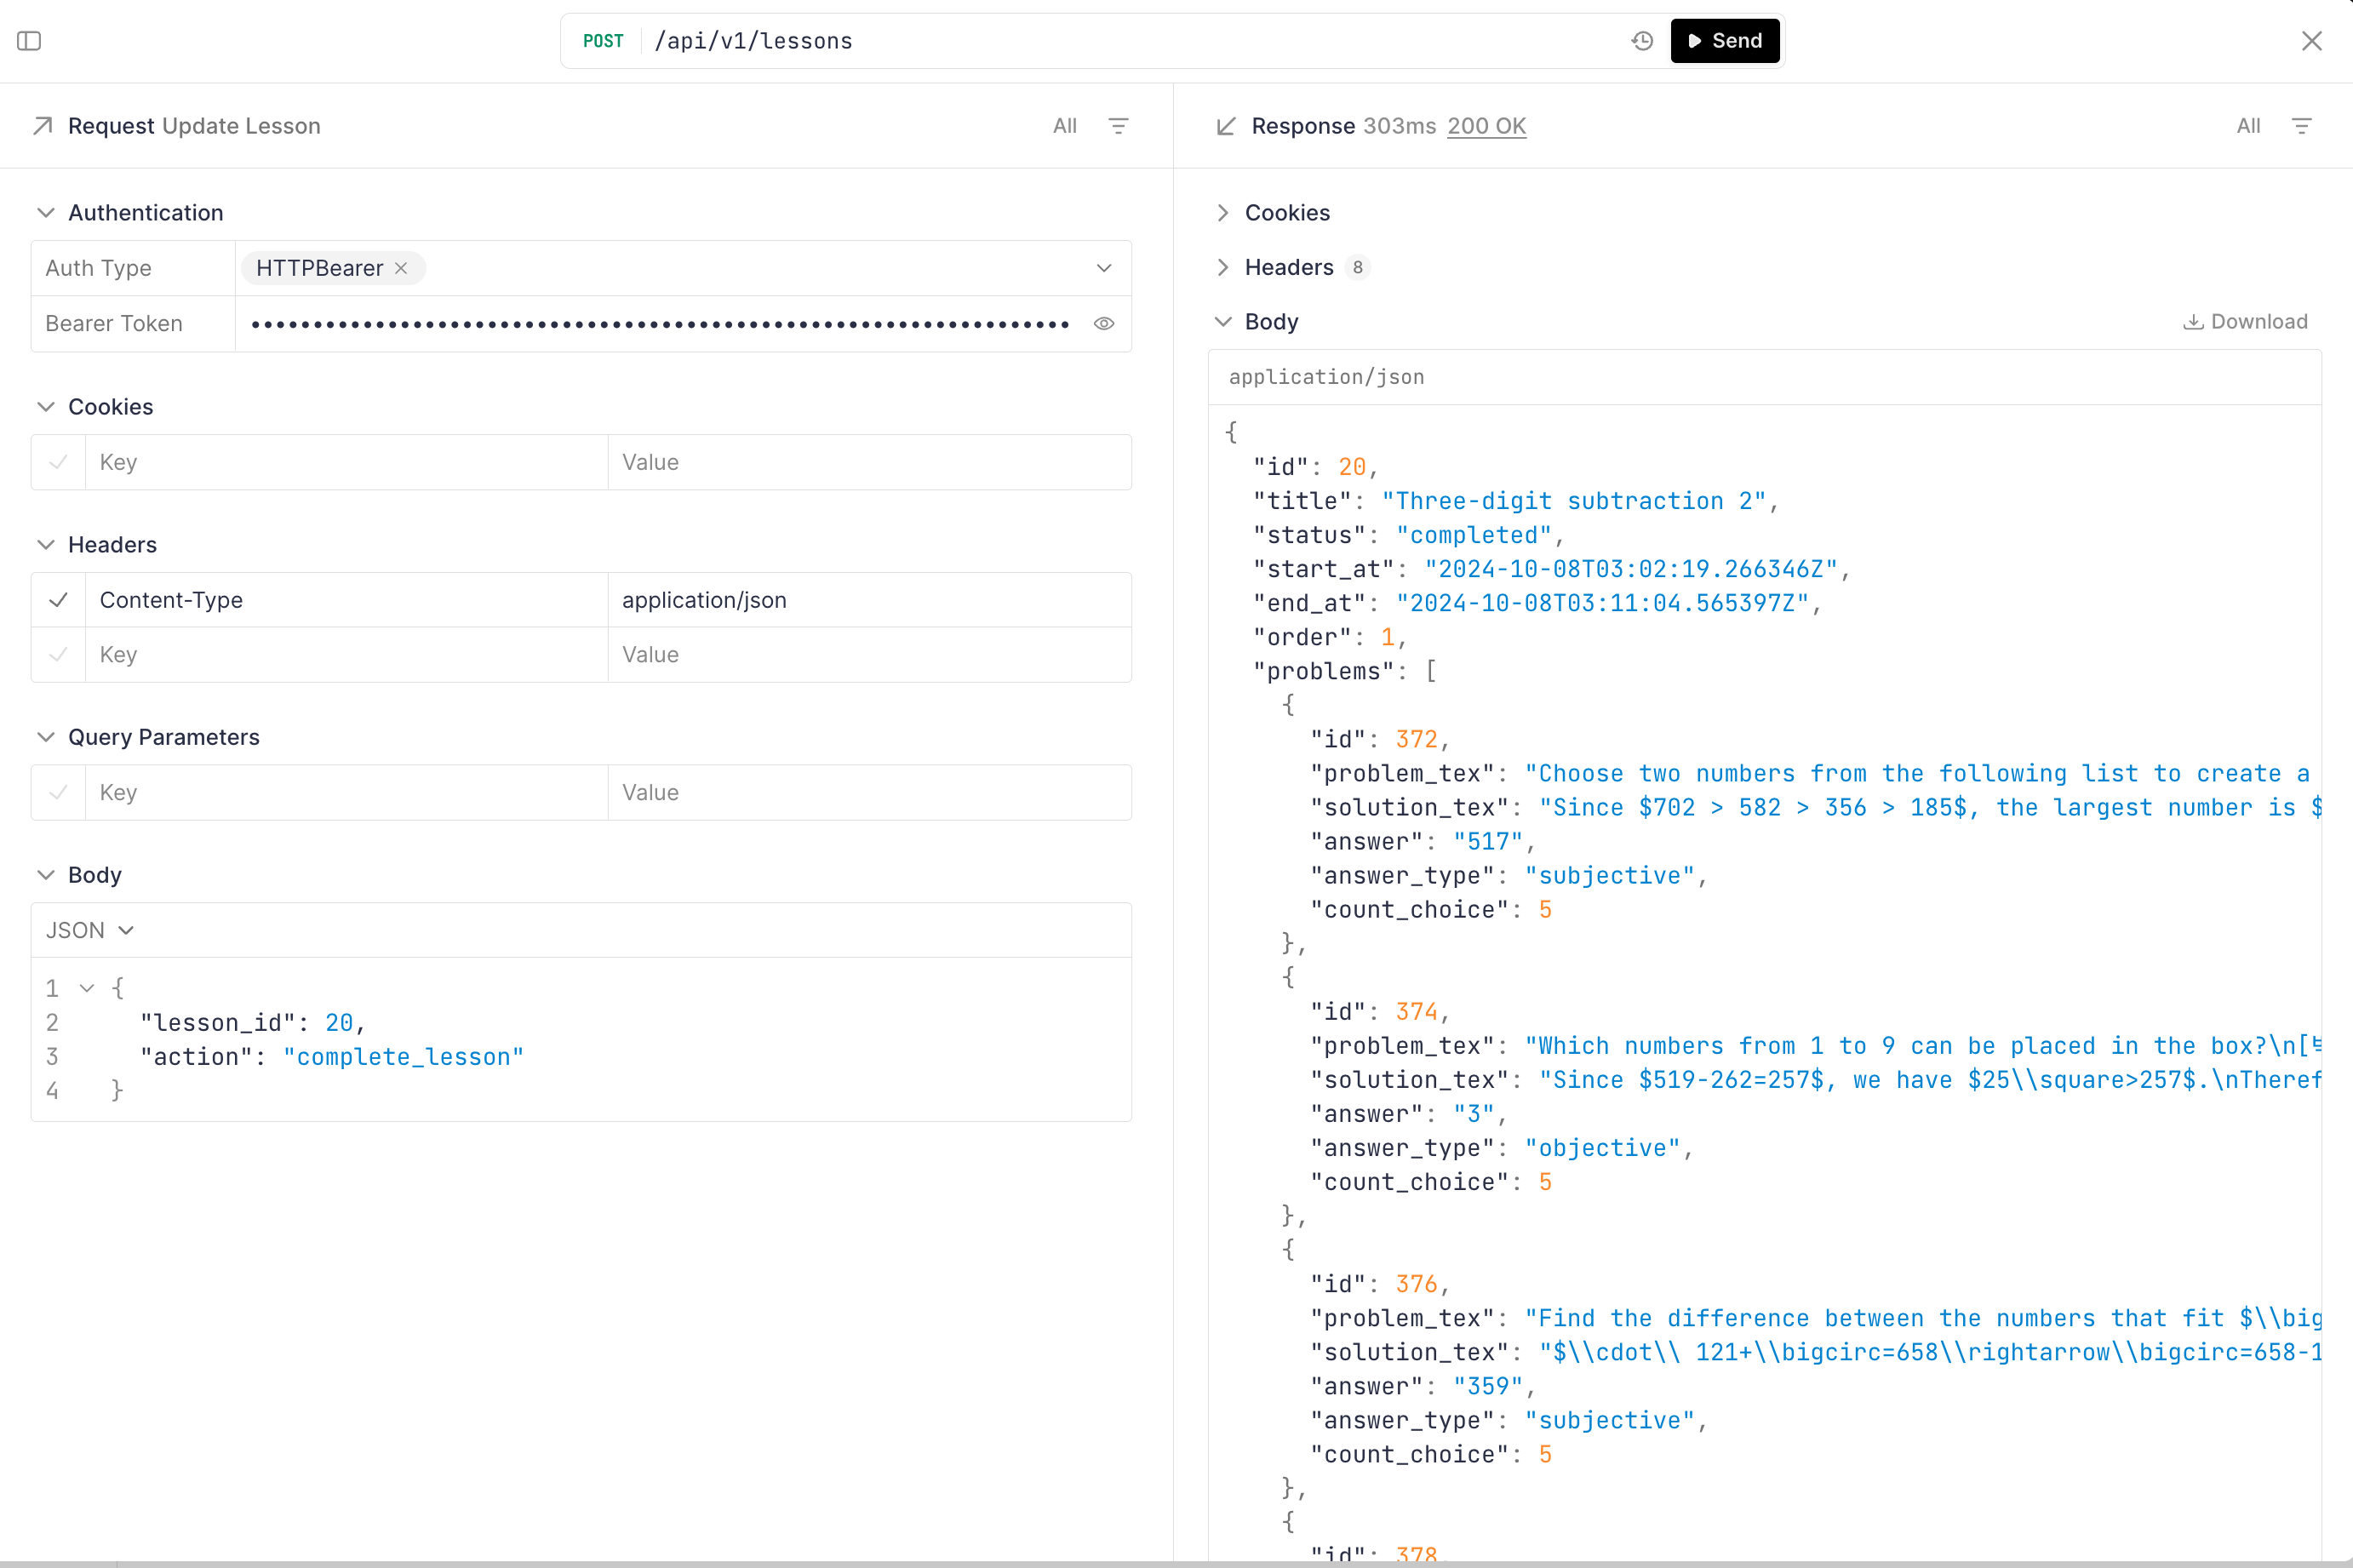 POST /api/v1/lessons Send
Request Update Lesson All
Authentication
Auth Type HTTPBearer
Bearer Token
Cookies
Key Value
Headers
Content-Type application/json
Key Value
Query Parameters
Key Value
Body
JSON
1 {
2 "lesson_id": 20,
3 "action": "complete_lesson"
4 }
Response 303ms 200 OK All
Cookies
Headers 8
Body Download
application/json
{
"id": 20,
"title": "Three-digit subtraction 2",
"status": "completed",
"start_at": "2024-10-08T03:02:19.266346Z",
"end_at": "2024-10-08T03:11:04.565397Z",
"order": 1,
"problems": [
{
"id": 372,
"problem_tex": "Choose two numbers from the following list to create a
"solution_tex": "Since $702 > 582 > 356 > 185$, the largest number is $
"answer": "517",
"answer_type": "subjective",
"count_choice": 5
},
{
"id": 374,
"problem_tex": "Which numbers from 1 to 9 can be placed in the box?\n[
"solution_tex": "Since $519-262=257$, we have $25\\square>257$.\nTheref
"answer": "3",
"answer_type": "objective",
"count_choice": 5
},
{
"id": 376,
"problem_tex": "Find the difference between the numbers that fit $\\big
"solution_tex": "$\\cdot\\ 121+\\bigcirc=658\\rightarrow\\bigcirc=658-1
"answer": "359",
"answer_type": "subjective",
"count_choice": 5
},
{
"id": 378,